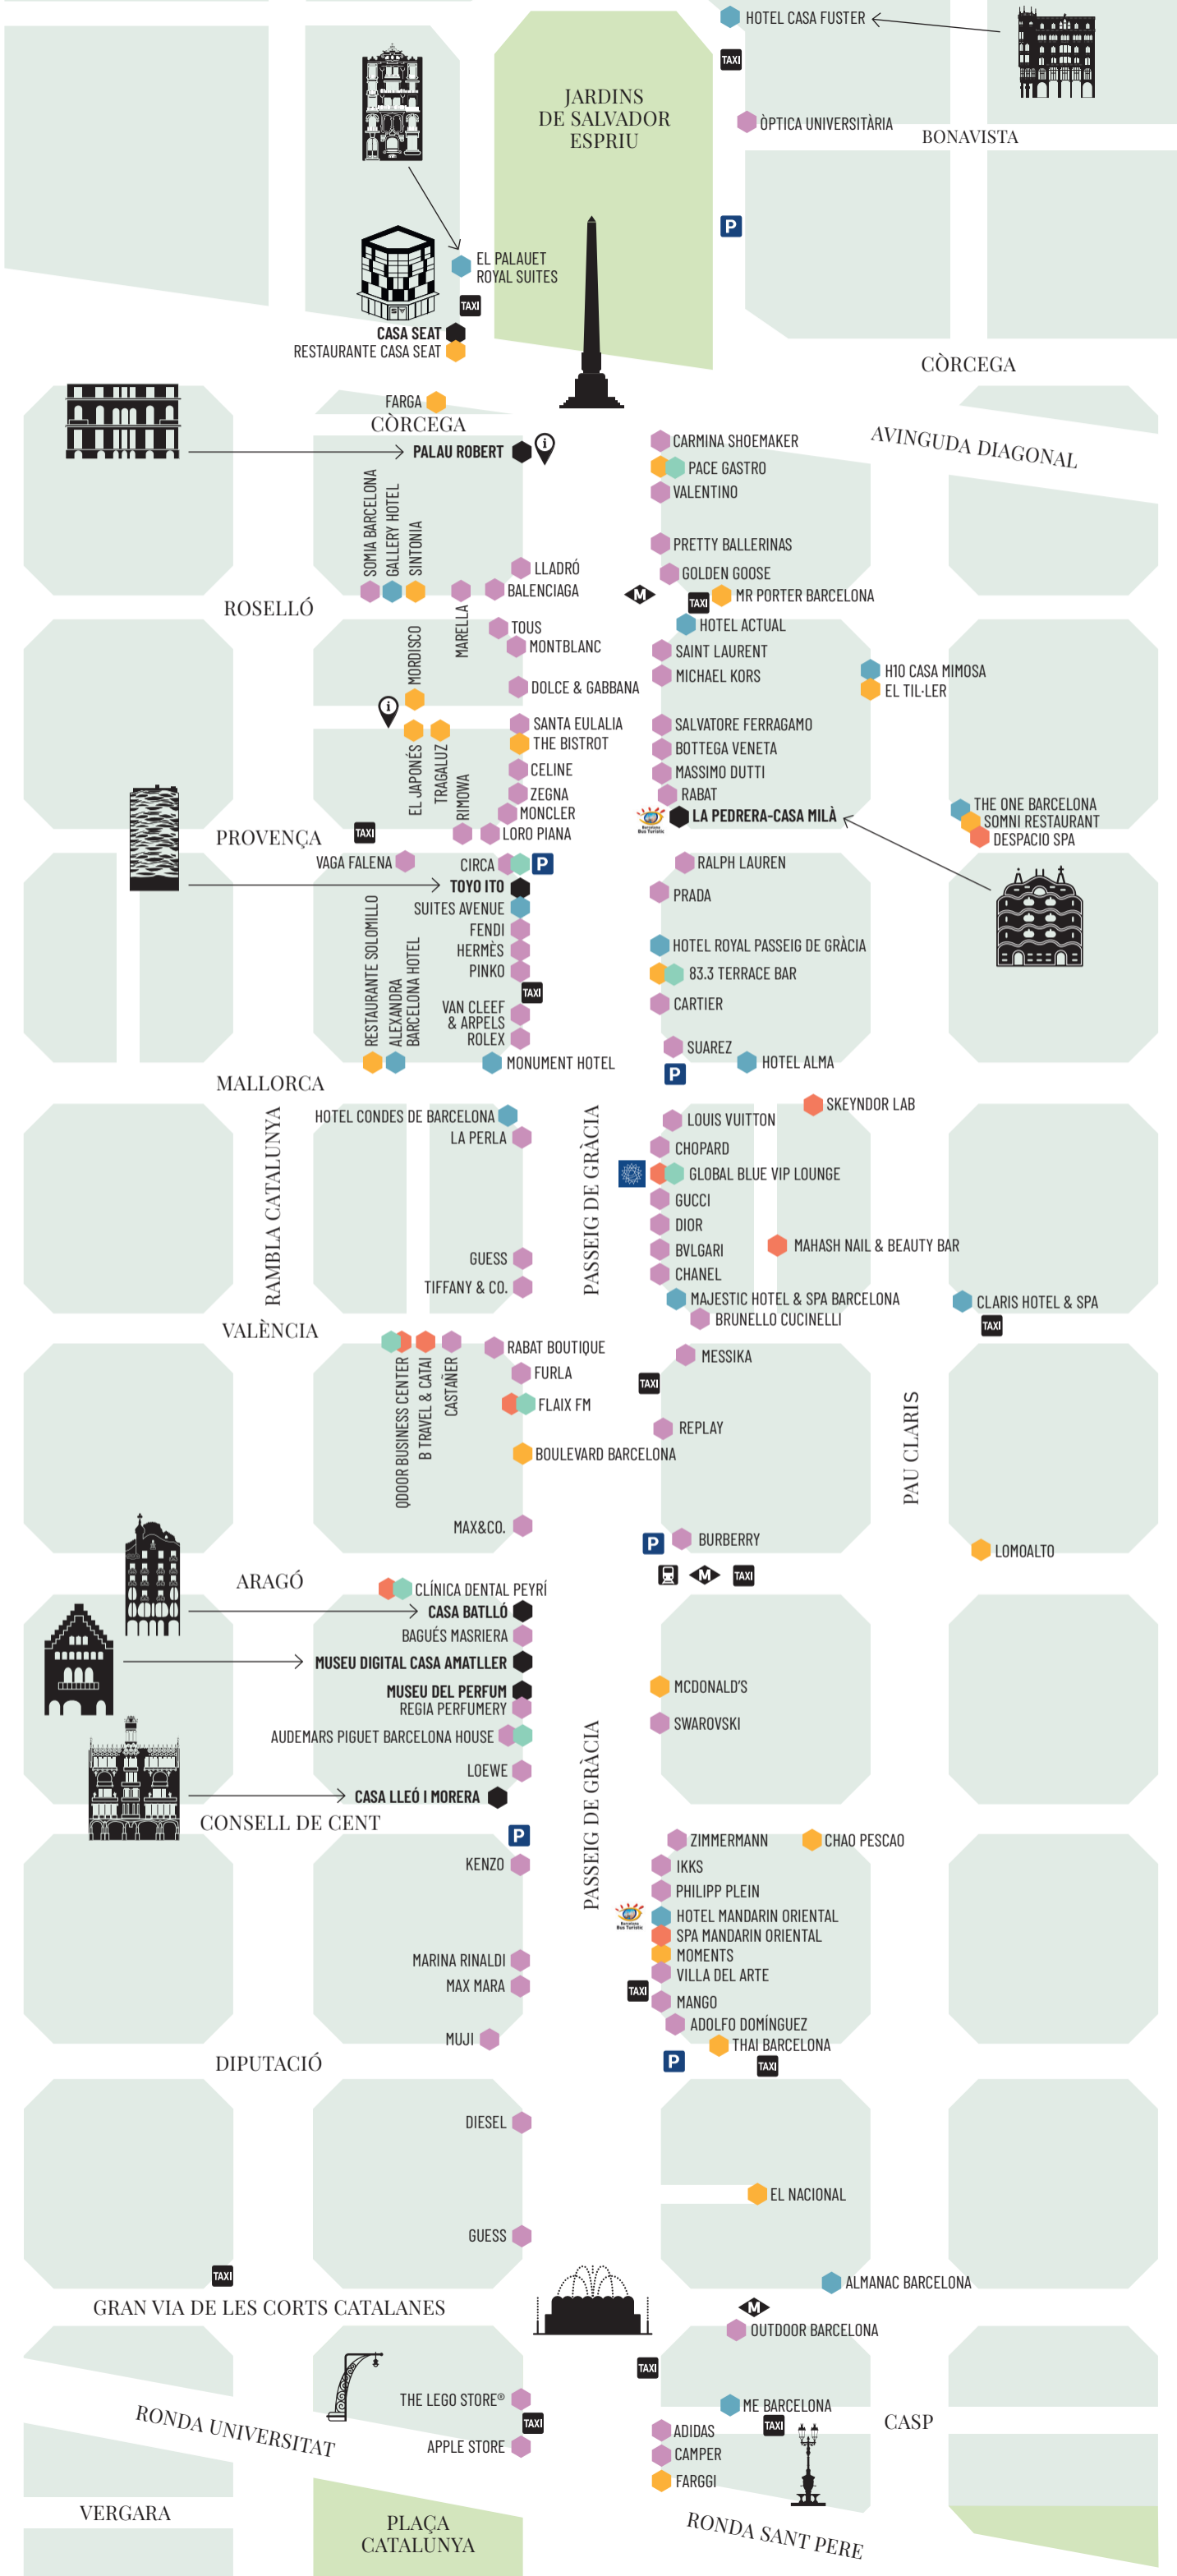 HOTEL CASA FUSTER
TAXI
JARDINS
DE SALVADOR
ESPRIU
ÒPTICA UNIVERSITÀRIA
BONAVISTA
P
EL PALAUET
ROYAL SUITES
TAXI
CASA SEAT
RESTAURANTE CASA SEAT
CÒRCEGA
FARGA
CÒRCEGA
AVINGUDA DIAGONAL
PALAU ROBERT
i
CARMINA SHOEMAKER
PACE GASTRO
VALENTINO
SOMIA BARCELONA
GALLERY HOTEL
SINTONIA
PRETTY BALLERINAS
LLADRÓ
GOLDEN GOOSE
BALENCIAGA
M
TAXI
MR PORTER BARCELONA
ROSELLÓ
MARELLA
TOUS
HOTEL ACTUAL
MORDISCO
MONTBLANC
SAINT LAURENT
MICHAEL KORS
H10 CASA MIMOSA
EL TIL·LER
DOLCE & GABBANA
i
SANTA EULALIA
SALVATORE FERRAGAMO
THE BISTROT
BOTTEGA VENETA
EL JAPONÉS
TRAGALUZ
RIMOWA
CELINE
MASSIMO DUTTI
ZEGNA
RABAT
MONCLER
Barcelona
Bus Turístic
LA PEDRERA-CASA MILÀ
THE ONE BARCELONA
SOMNI RESTAURANT
DESPACIO SPA
PROVENÇA
TAXI
LORO PIANA
VAGA FALENA
CIRCA
P
RALPH LAUREN
TOYO ITO
PRADA
SUITES AVENUE
FENDI
HERMÈS
HOTEL ROYAL PASSEIG DE GRÀCIA
PINKO
83.3 TERRACE BAR
RESTAURANTE SOLOMILLO
ALEXANDRA
BARCELONA HOTEL
TAXI
VAN CLEEF
& ARPELS
CARTIER
ROLEX
SUAREZ
MONUMENT HOTEL
HOTEL ALMA
P
MALLORCA
SKEYNDOR LAB
HOTEL CONDES DE BARCELONA
LOUIS VUITTON
LA PERLA
CHOPARD
RAMBLA CATALUNYA
PASSEIG DE GRÀCIA
GLOBAL BLUE VIP LOUNGE
GUCCI
DIOR
BVLGARI
MAHASH NAIL & BEAUTY BAR
GUESS
CHANEL
TIFFANY & CO.
MAJESTIC HOTEL & SPA BARCELONA
CLARIS HOTEL & SPA
BRUNELLO CUCINELLI
TAXI
VALÈNCIA
QDOOR BUSINESS CENTER
B TRAVEL & CATAI
CASTAÑER
RABAT BOUTIQUE
MESSIKA
FURLA
TAXI
FLAIX FM
REPLAY
PAU CLARIS
BOULEVARD BARCELONA
MAX&CO.
P
BURBERRY
LOMOALTO
M
TAXI
ARAGÓ
CLÍNICA DENTAL PEYRÍ
CASA BATLLÓ
BAGUÉS MASRIERA
MUSEU DIGITAL CASA AMATLLER
MUSEU DEL PERFUM
MCDONALD'S
REGIA PERFUMERY
SWAROVSKI
AUDEMARS PIGUET BARCELONA HOUSE
LOEWE
CASA LLEÓ I MORERA
PASSEIG DE GRÀCIA
CONSELL DE CENT
P
ZIMMERMANN
CHAO PESCAO
KENZO
IKKS
PHILIPP PLEIN
Barcelona
Bus Turístic
HOTEL MANDARIN ORIENTAL
SPA MANDARIN ORIENTAL
MOMENTS
MARINA RINALDI
VILLA DEL ARTE
MAX MARA
TAXI
MANGO
ADOLFO DOMÍNGUEZ
MUJI
THAI BARCELONA
P
TAXI
DIPUTACIÓ
DIESEL
EL NACIONAL
GUESS
TAXI
ALMANAC BARCELONA
GRAN VIA DE LES CORTS CATALANES
M
OUTDOOR BARCELONA
TAXI
THE LEGO STORE®
ME BARCELONA
RONDA UNIVERSITAT
TAXI
TAXI
CASP
ADIDAS
APPLE STORE
CAMPER
FARGGI
VERGARA
PLAÇA
CATALUNYA
RONDA SANT PERE